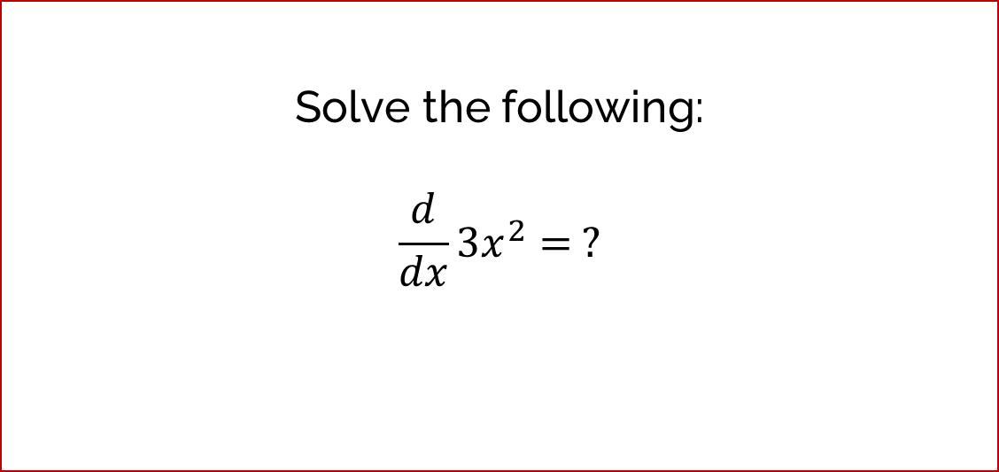 Solve the following:
d/dx 3x² = ?